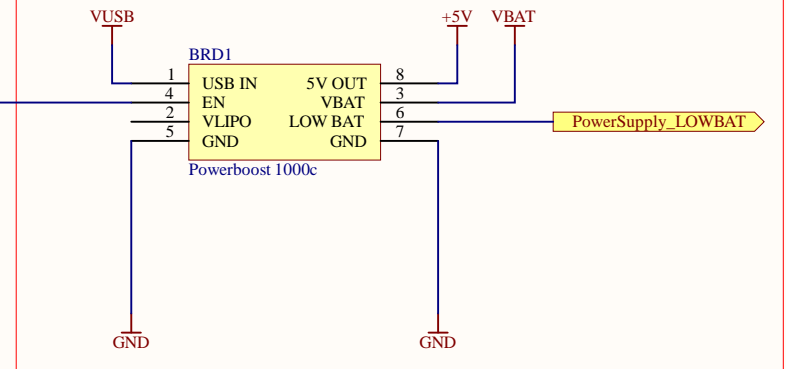 VUSB
+5V VBAT
BRD1
1 USB IN 5V OUT 8
4 EN VBAT 3
2 VLIPO LOW BAT 6
5 GND GND 7
PowerSupply_LOWBAT
Powerboost 1000c
GND GND